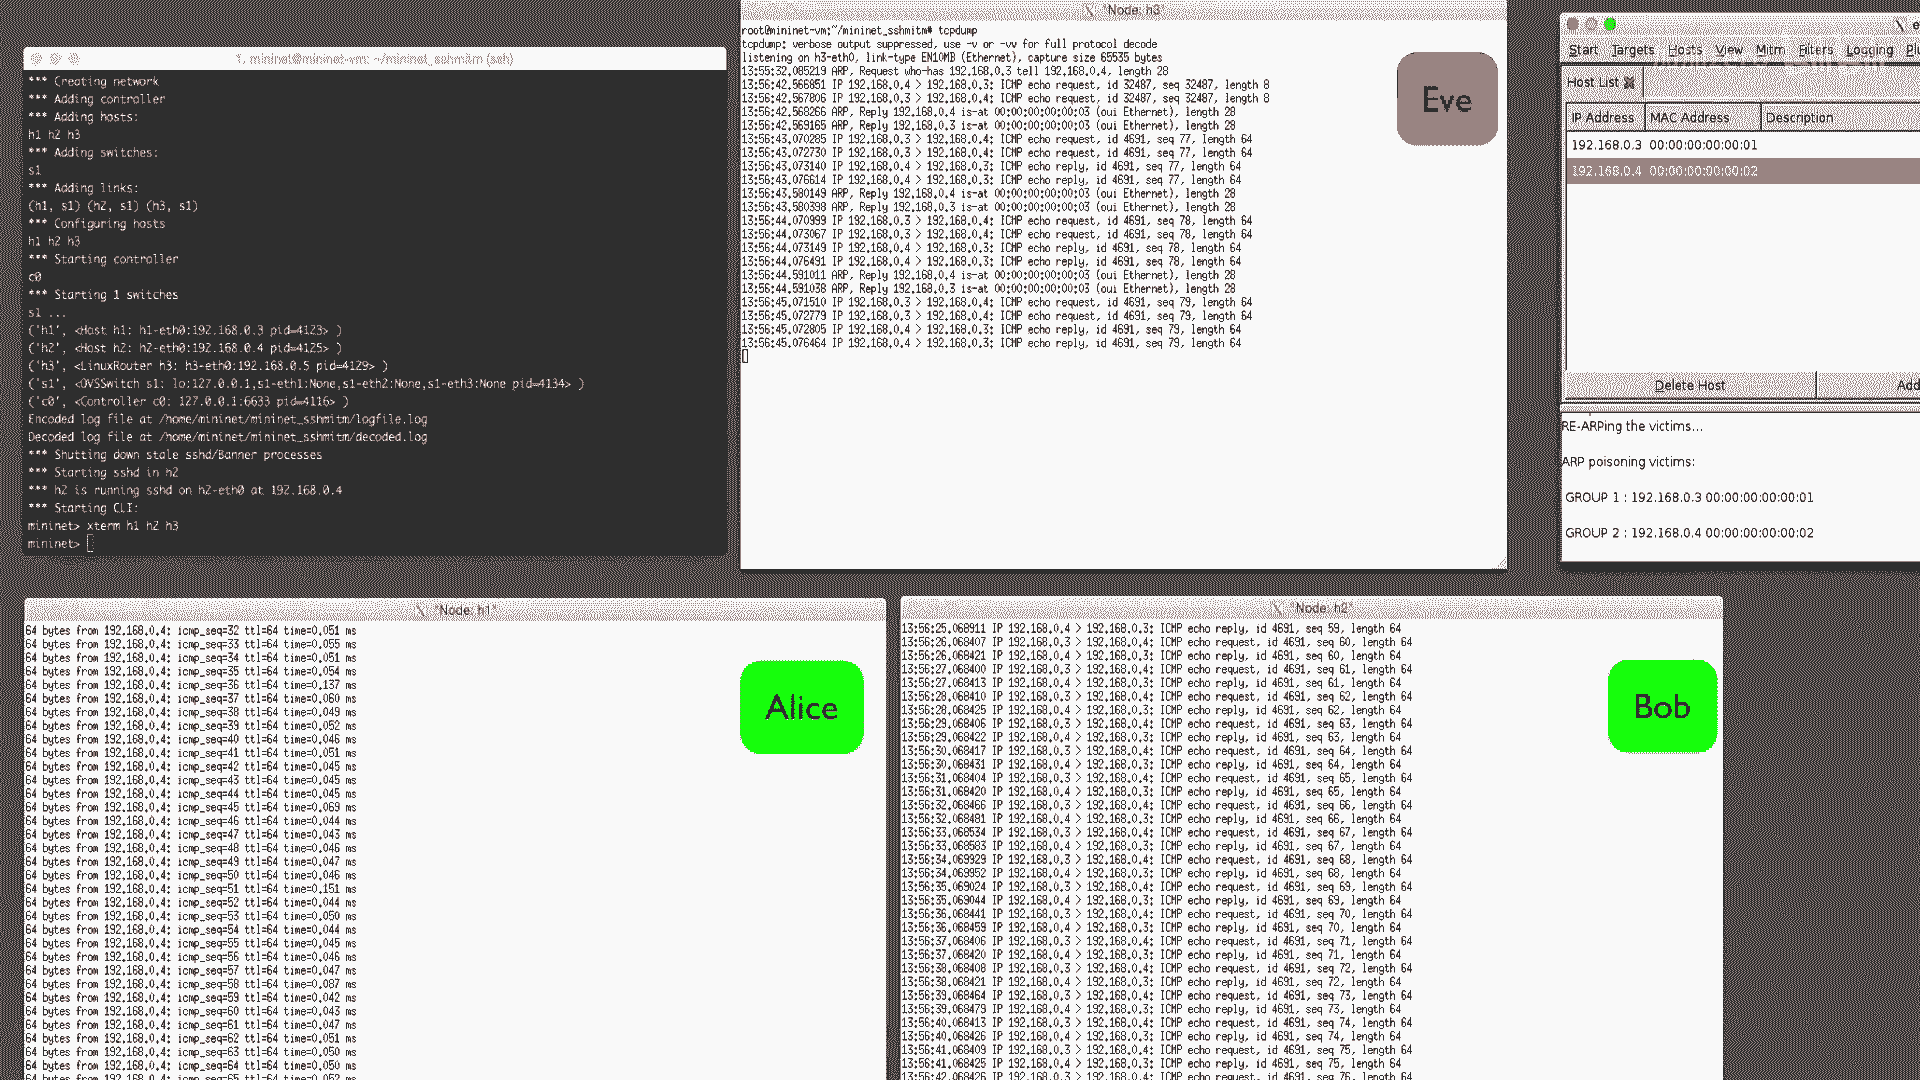 1. mininet@mininet-vm: ~/mininet_sshmitm (ssh)
*** Creating network
*** Adding controller
*** Adding hosts:
h1 h2 h3
*** Adding switches:
s1
*** Adding links:
(h1, s1) (h2, s1) (h3, s1)
*** Configuring hosts
h1 h2 h3
*** Starting controller
c0
*** Starting 1 switches
s1 ...
('h1', <Host h1: h1-eth0:192.168.0.3 pid=4123> )
('h2', <Host h2: h2-eth0:192.168.0.4 pid=4125> )
('h3', <LinuxRouter h3: h3-eth0:192.168.0.5 pid=4129> )
('s1', <OVSSwitch s1: lo:127.0.0.1,s1-eth1:None,s1-eth2:None,s1-eth3:None pid=4134> )
('c0', <Controller c0: 127.0.0.1:6633 pid=4116> )
Encoded log file at /home/mininet/mininet_sshmitm/logfile.log
Decoded log file at /home/mininet/mininet_sshmitm/decoded.log
*** Shutting down stale sshd/Banner processes
*** Starting sshd in h2
*** h2 is running sshd on h2-eth0 at 192.168.0.4
*** Starting CLI:
mininet> xterm h1 h2 h3
mininet>
"Node: h3"
root@mininet-vm:~/mininet_sshmitm# tcpdump
tcpdump: verbose output suppressed, use -v or -vv for full protocol decode
listening on h3-eth0, link-type EN10MB (Ethernet), capture size 65535 bytes
13:55:32.085219 ARP, Request who-has 192.168.0.3 tell 192.168.0.4, length 28
13:56:42.566851 IP 192.168.0.4 > 192.168.0.3: ICMP echo request, id 32487, seq 32487, length 8
13:56:42.567806 IP 192.168.0.3 > 192.168.0.4: ICMP echo request, id 32487, seq 32487, length 8
13:56:42.568266 ARP, Reply 192.168.0.4 is-at 00:00:00:00:00:03 (oui Ethernet), length 28
13:56:42.569165 ARP, Reply 192.168.0.3 is-at 00:00:00:00:00:03 (oui Ethernet), length 28
13:56:43.070285 IP 192.168.0.3 > 192.168.0.4: ICMP echo request, id 4691, seq 77, length 64
13:56:43.072730 IP 192.168.0.3 > 192.168.0.4: ICMP echo request, id 4691, seq 77, length 64
13:56:43.073140 IP 192.168.0.4 > 192.168.0.3: ICMP echo reply, id 4691, seq 77, length 64
13:56:43.076614 IP 192.168.0.4 > 192.168.0.3: ICMP echo reply, id 4691, seq 77, length 64
13:56:43.580149 ARP, Reply 192.168.0.4 is-at 00:00:00:00:00:03 (oui Ethernet), length 28
13:56:43.580398 ARP, Reply 192.168.0.3 is-at 00:00:00:00:00:03 (oui Ethernet), length 28
13:56:44.070999 IP 192.168.0.3 > 192.168.0.4: ICMP echo request, id 4691, seq 78, length 64
13:56:44.073067 IP 192.168.0.3 > 192.168.0.4: ICMP echo request, id 4691, seq 78, length 64
13:56:44.073149 IP 192.168.0.4 > 192.168.0.3: ICMP echo reply, id 4691, seq 78, length 64
13:56:44.076491 IP 192.168.0.4 > 192.168.0.3: ICMP echo reply, id 4691, seq 78, length 64
13:56:44.591011 ARP, Reply 192.168.0.4 is-at 00:00:00:00:00:03 (oui Ethernet), length 28
13:56:44.591038 ARP, Reply 192.168.0.3 is-at 00:00:00:00:00:03 (oui Ethernet), length 28
13:56:45.071510 IP 192.168.0.3 > 192.168.0.4: ICMP echo request, id 4691, seq 79, length 64
13:56:45.072779 IP 192.168.0.3 > 192.168.0.4: ICMP echo request, id 4691, seq 79, length 64
13:56:45.072805 IP 192.168.0.4 > 192.168.0.3: ICMP echo reply, id 4691, seq 79, length 64
13:56:45.076464 IP 192.168.0.4 > 192.168.0.3: ICMP echo reply, id 4691, seq 79, length 64
Eve
Start Targets Hosts View Mitm Filters Logging
Host List
IP Address MAC Address Description
192.168.0.3 00:00:00:00:00:01
192.168.0.4 00:00:00:00:00:02
Delete Host Add
RE-ARPing the victims...
ARP poisoning victims:
GROUP 1 : 192.168.0.3 00:00:00:00:00:01
GROUP 2 : 192.168.0.4 00:00:00:00:00:02
"Node: h1"
64 bytes from 192.168.0.4: icmp_seq=32 ttl=64 time=0.051 ms
64 bytes from 192.168.0.4: icmp_seq=33 ttl=64 time=0.055 ms
64 bytes from 192.168.0.4: icmp_seq=34 ttl=64 time=0.051 ms
64 bytes from 192.168.0.4: icmp_seq=35 ttl=64 time=0.054 ms
64 bytes from 192.168.0.4: icmp_seq=36 ttl=64 time=0.137 ms
64 bytes from 192.168.0.4: icmp_seq=37 ttl=64 time=0.060 ms
64 bytes from 192.168.0.4: icmp_seq=38 ttl=64 time=0.049 ms
64 bytes from 192.168.0.4: icmp_seq=39 ttl=64 time=0.052 ms
64 bytes from 192.168.0.4: icmp_seq=40 ttl=64 time=0.046 ms
64 bytes from 192.168.0.4: icmp_seq=41 ttl=64 time=0.051 ms
64 bytes from 192.168.0.4: icmp_seq=42 ttl=64 time=0.045 ms
64 bytes from 192.168.0.4: icmp_seq=43 ttl=64 time=0.045 ms
64 bytes from 192.168.0.4: icmp_seq=44 ttl=64 time=0.045 ms
64 bytes from 192.168.0.4: icmp_seq=45 ttl=64 time=0.069 ms
64 bytes from 192.168.0.4: icmp_seq=46 ttl=64 time=0.044 ms
64 bytes from 192.168.0.4: icmp_seq=47 ttl=64 time=0.043 ms
64 bytes from 192.168.0.4: icmp_seq=48 ttl=64 time=0.046 ms
64 bytes from 192.168.0.4: icmp_seq=49 ttl=64 time=0.047 ms
64 bytes from 192.168.0.4: icmp_seq=50 ttl=64 time=0.046 ms
64 bytes from 192.168.0.4: icmp_seq=51 ttl=64 time=0.151 ms
64 bytes from 192.168.0.4: icmp_seq=52 ttl=64 time=0.044 ms
64 bytes from 192.168.0.4: icmp_seq=53 ttl=64 time=0.050 ms
64 bytes from 192.168.0.4: icmp_seq=54 ttl=64 time=0.044 ms
64 bytes from 192.168.0.4: icmp_seq=55 ttl=64 time=0.045 ms
64 bytes from 192.168.0.4: icmp_seq=56 ttl=64 time=0.046 ms
64 bytes from 192.168.0.4: icmp_seq=57 ttl=64 time=0.047 ms
64 bytes from 192.168.0.4: icmp_seq=58 ttl=64 time=0.087 ms
64 bytes from 192.168.0.4: icmp_seq=59 ttl=64 time=0.042 ms
64 bytes from 192.168.0.4: icmp_seq=60 ttl=64 time=0.043 ms
64 bytes from 192.168.0.4: icmp_seq=61 ttl=64 time=0.047 ms
64 bytes from 192.168.0.4: icmp_seq=62 ttl=64 time=0.051 ms
64 bytes from 192.168.0.4: icmp_seq=63 ttl=64 time=0.050 ms
64 bytes from 192.168.0.4: icmp_seq=64 ttl=64 time=0.050 ms
64 bytes from 192.168.0.4: icmp_seq=65 ttl=64 time=0.052 ms
Alice
"Node: h2"
13:56:25.068911 IP 192.168.0.4 > 192.168.0.3: ICMP echo reply, id 4691, seq 59, length 64
13:56:26.068407 IP 192.168.0.3 > 192.168.0.4: ICMP echo request, id 4691, seq 60, length 64
13:56:26.068421 IP 192.168.0.4 > 192.168.0.3: ICMP echo reply, id 4691, seq 60, length 64
13:56:27.068400 IP 192.168.0.3 > 192.168.0.4: ICMP echo request, id 4691, seq 61, length 64
13:56:27.068413 IP 192.168.0.4 > 192.168.0.3: ICMP echo reply, id 4691, seq 61, length 64
13:56:28.068410 IP 192.168.0.3 > 192.168.0.4: ICMP echo request, id 4691, seq 62, length 64
13:56:28.068425 IP 192.168.0.4 > 192.168.0.3: ICMP echo reply, id 4691, seq 62, length 64
13:56:29.068406 IP 192.168.0.3 > 192.168.0.4: ICMP echo request, id 4691, seq 63, length 64
13:56:29.068422 IP 192.168.0.4 > 192.168.0.3: ICMP echo reply, id 4691, seq 63, length 64
13:56:30.068417 IP 192.168.0.3 > 192.168.0.4: ICMP echo request, id 4691, seq 64, length 64
13:56:30.068431 IP 192.168.0.4 > 192.168.0.3: ICMP echo reply, id 4691, seq 64, length 64
13:56:31.068404 IP 192.168.0.3 > 192.168.0.4: ICMP echo request, id 4691, seq 65, length 64
13:56:31.068420 IP 192.168.0.4 > 192.168.0.3: ICMP echo reply, id 4691, seq 65, length 64
13:56:32.068466 IP 192.168.0.3 > 192.168.0.4: ICMP echo request, id 4691, seq 66, length 64
13:56:32.068481 IP 192.168.0.4 > 192.168.0.3: ICMP echo reply, id 4691, seq 66, length 64
13:56:33.068534 IP 192.168.0.3 > 192.168.0.4: ICMP echo request, id 4691, seq 67, length 64
13:56:33.068583 IP 192.168.0.4 > 192.168.0.3: ICMP echo reply, id 4691, seq 67, length 64
13:56:34.069929 IP 192.168.0.3 > 192.168.0.4: ICMP echo request, id 4691, seq 68, length 64
13:56:34.069952 IP 192.168.0.4 > 192.168.0.3: ICMP echo reply, id 4691, seq 68, length 64
13:56:35.069024 IP 192.168.0.3 > 192.168.0.4: ICMP echo request, id 4691, seq 69, length 64
13:56:35.069044 IP 192.168.0.4 > 192.168.0.3: ICMP echo reply, id 4691, seq 69, length 64
13:56:36.068441 IP 192.168.0.3 > 192.168.0.4: ICMP echo request, id 4691, seq 70, length 64
13:56:36.068459 IP 192.168.0.4 > 192.168.0.3: ICMP echo reply, id 4691, seq 70, length 64
13:56:37.068406 IP 192.168.0.3 > 192.168.0.4: ICMP echo request, id 4691, seq 71, length 64
13:56:37.068420 IP 192.168.0.4 > 192.168.0.3: ICMP echo reply, id 4691, seq 71, length 64
13:56:38.068408 IP 192.168.0.3 > 192.168.0.4: ICMP echo request, id 4691, seq 72, length 64
13:56:38.068421 IP 192.168.0.4 > 192.168.0.3: ICMP echo reply, id 4691, seq 72, length 64
13:56:39.068464 IP 192.168.0.3 > 192.168.0.4: ICMP echo request, id 4691, seq 73, length 64
13:56:39.068479 IP 192.168.0.4 > 192.168.0.3: ICMP echo reply, id 4691, seq 73, length 64
13:56:40.068413 IP 192.168.0.3 > 192.168.0.4: ICMP echo request, id 4691, seq 74, length 64
13:56:40.068426 IP 192.168.0.4 > 192.168.0.3: ICMP echo reply, id 4691, seq 74, length 64
13:56:41.068409 IP 192.168.0.3 > 192.168.0.4: ICMP echo request, id 4691, seq 75, length 64
13:56:41.068425 IP 192.168.0.4 > 192.168.0.3: ICMP echo reply, id 4691, seq 75, length 64
13:56:42.068426 IP 192.168.0.3 > 192.168.0.4: ICMP echo request, id 4691, seq 76, length 64
Bob